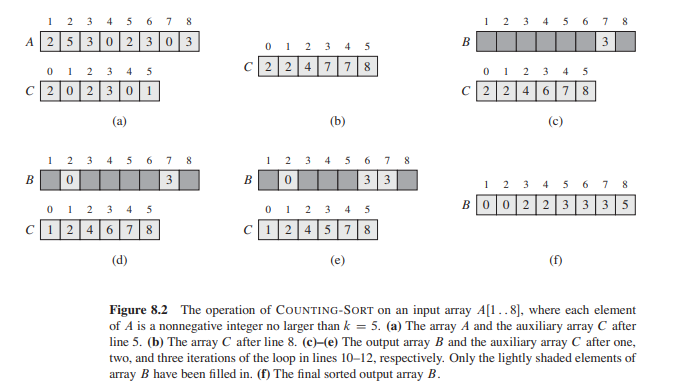 1 2 3 4 5 6 7 8
A 2 5 3 0 2 3 0 3
0 1 2 3 4 5
C 2 0 2 3 0 1
(a)
0 1 2 3 4 5
C 2 2 4 7 7 8
(b)
1 2 3 4 5 6 7 8
B 3
0 1 2 3 4 5
C 2 2 4 6 7 8
(c)
1 2 3 4 5 6 7 8
B 0 3
0 1 2 3 4 5
C 1 2 4 6 7 8
(d)
1 2 3 4 5 6 7 8
B 0 3 3
0 1 2 3 4 5
C 1 2 4 5 7 8
(e)
1 2 3 4 5 6 7 8
B 0 0 2 2 3 3 3 5
(f)
Figure 8.2 The operation of COUNTING-SORT on an input array A[1 . . 8], where each element
of A is a nonnegative integer no larger than k = 5. (a) The array A and the auxiliary array C after
line 5. (b) The array C after line 8. (c)–(e) The output array B and the auxiliary array C after one,
two, and three iterations of the loop in lines 10–12, respectively. Only the lightly shaded elements of
array B have been filled in. (f) The final sorted output array B.